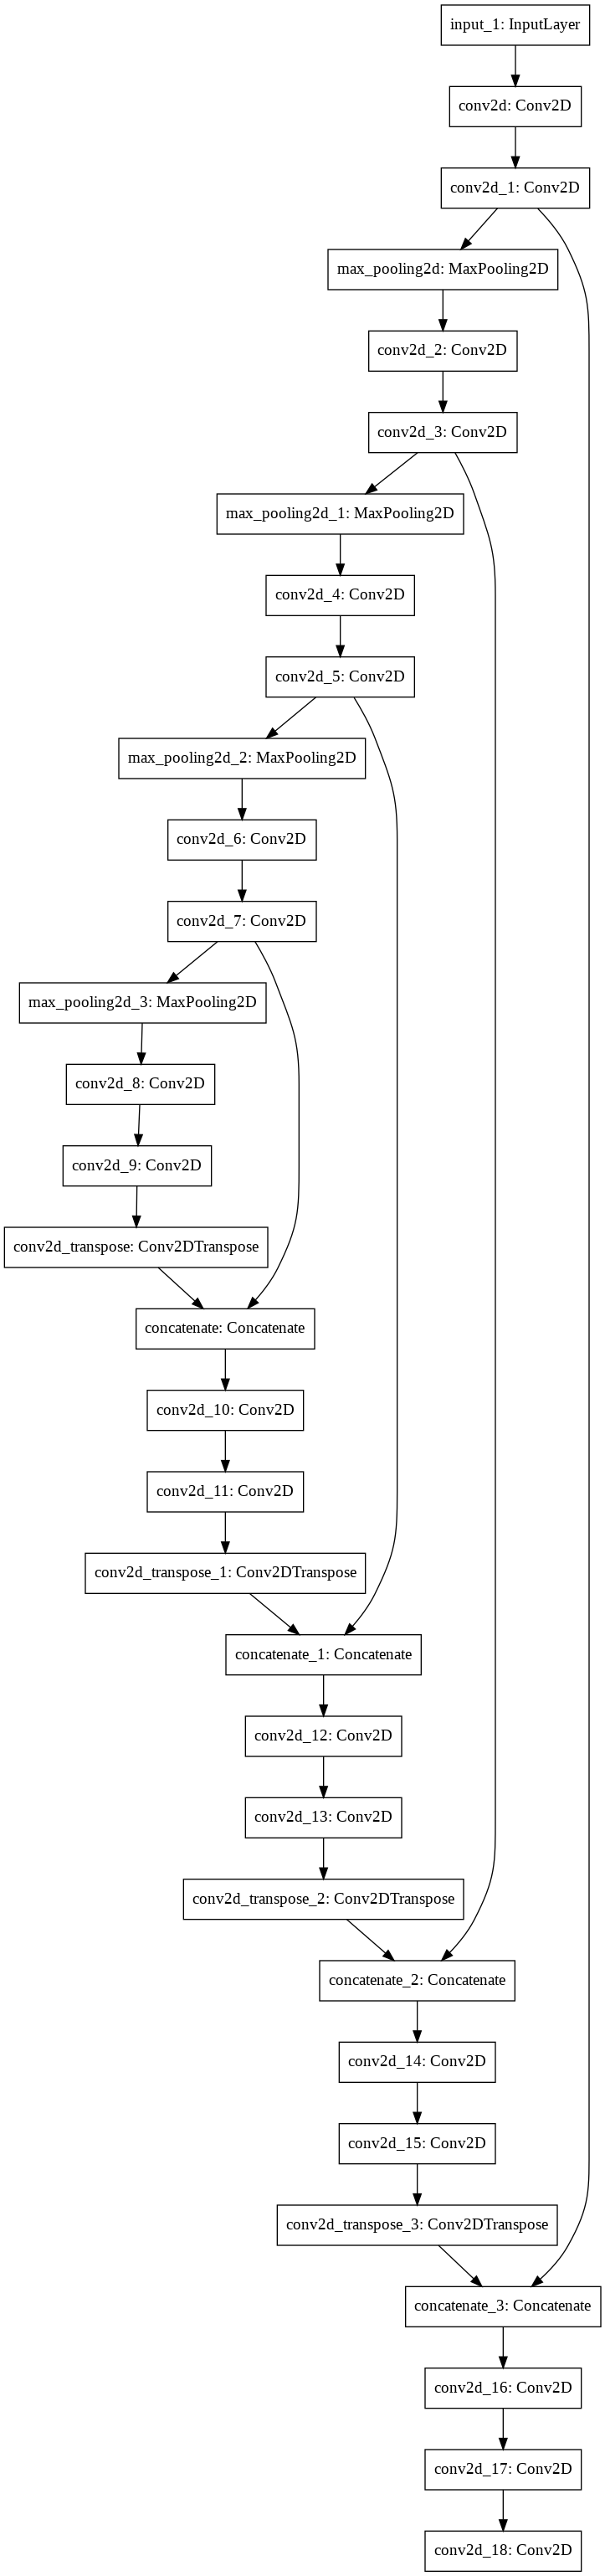 input_1: InputLayer
conv2d: Conv2D
conv2d_1: Conv2D
max_pooling2d: MaxPooling2D
conv2d_2: Conv2D
conv2d_3: Conv2D
max_pooling2d_1: MaxPooling2D
conv2d_4: Conv2D
conv2d_5: Conv2D
max_pooling2d_2: MaxPooling2D
conv2d_6: Conv2D
conv2d_7: Conv2D
max_pooling2d_3: MaxPooling2D
conv2d_8: Conv2D
conv2d_9: Conv2D
conv2d_transpose: Conv2DTranspose
concatenate: Concatenate
conv2d_10: Conv2D
conv2d_11: Conv2D
conv2d_transpose_1: Conv2DTranspose
concatenate_1: Concatenate
conv2d_12: Conv2D
conv2d_13: Conv2D
conv2d_transpose_2: Conv2DTranspose
concatenate_2: Concatenate
conv2d_14: Conv2D
conv2d_15: Conv2D
conv2d_transpose_3: Conv2DTranspose
concatenate_3: Concatenate
conv2d_16: Conv2D
conv2d_17: Conv2D
conv2d_18: Conv2D